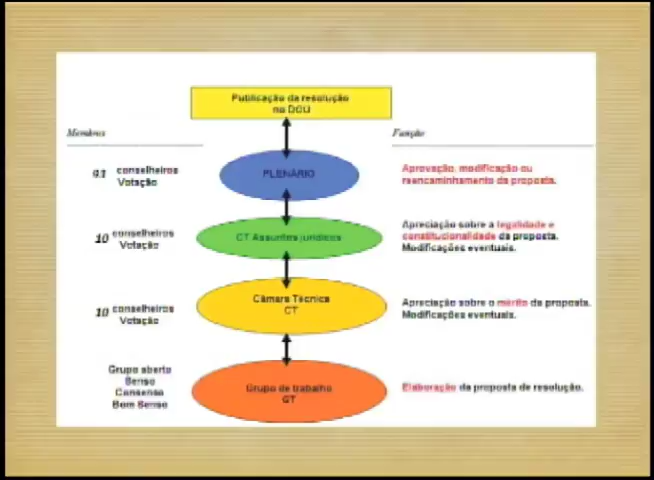 Publicação da resolução
no DOU
Membros
Função
93 conselheiros
Votação
PLENÁRIO
Aprovação, modificação ou
reencaminhamento da proposta.
10 conselheiros
Votação
CT Assuntos jurídicos
Apreciação sobre a legalidade e
constitucionalidade da proposta.
Modificações eventuais.
10 conselheiros
Votação
Câmara Técnica
CT
Apreciação sobre o mérito da proposta.
Modificações eventuais.
Grupo aberto
Senso
Consenso
Bom Senso
Grupo de trabalho
GT
Elaboração da proposta de resolução.